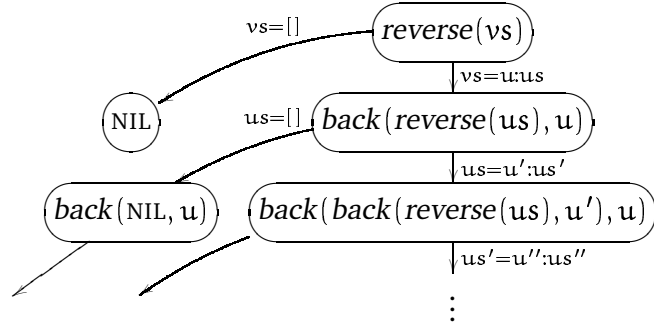 vs=[]
reverse(vs)
vs=u:us
NIL
us=[]
back(reverse(us), u)
us=u′:us′
back(NIL, u)
back(back(reverse(us), u′), u)
us′=u″:us″
⋮